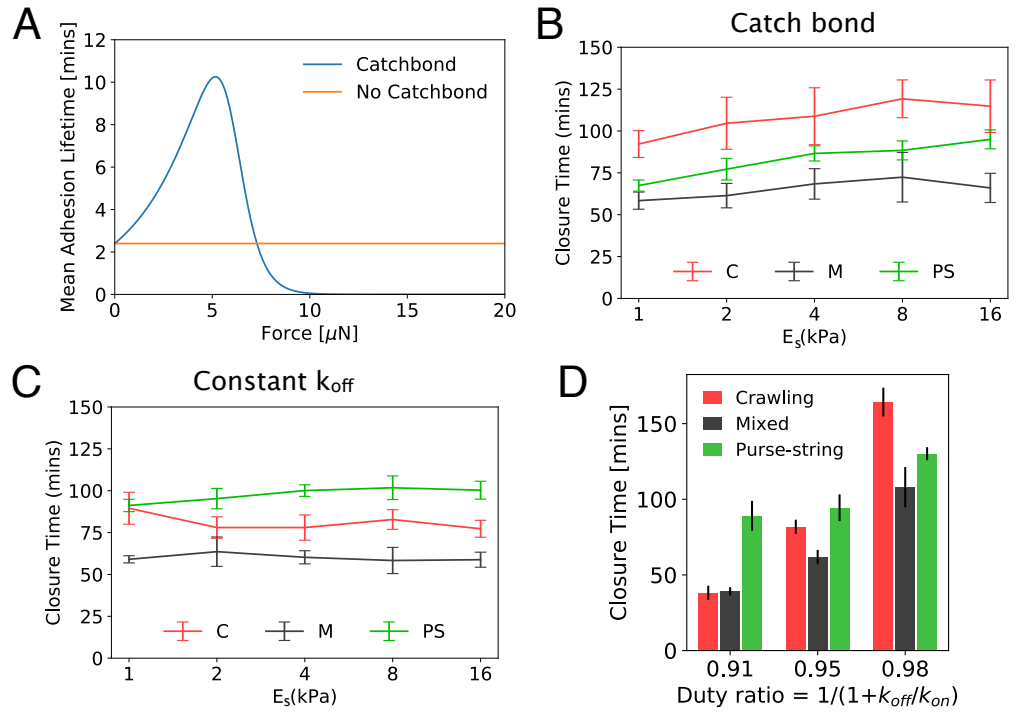 A
Mean Adhesion Lifetime [mins]
12
10
8
6
4
2
0
0 5 10 15 20
Force [μN]
Catchbond
No Catchbond
B
Catch bond
Closure Time (mins)
150
125
100
75
50
25
0
C M PS
1 2 4 8 16
Eₛ(kPa)
C
Constant kₒff
Closure Time (mins)
150
125
100
75
50
25
0
C M PS
1 2 4 8 16
Eₛ(kPa)
D
Closure Time [mins]
150
100
50
0
Crawling
Mixed
Purse-string
0.91 0.95 0.98
Duty ratio = 1/(1+k_off/k_on)